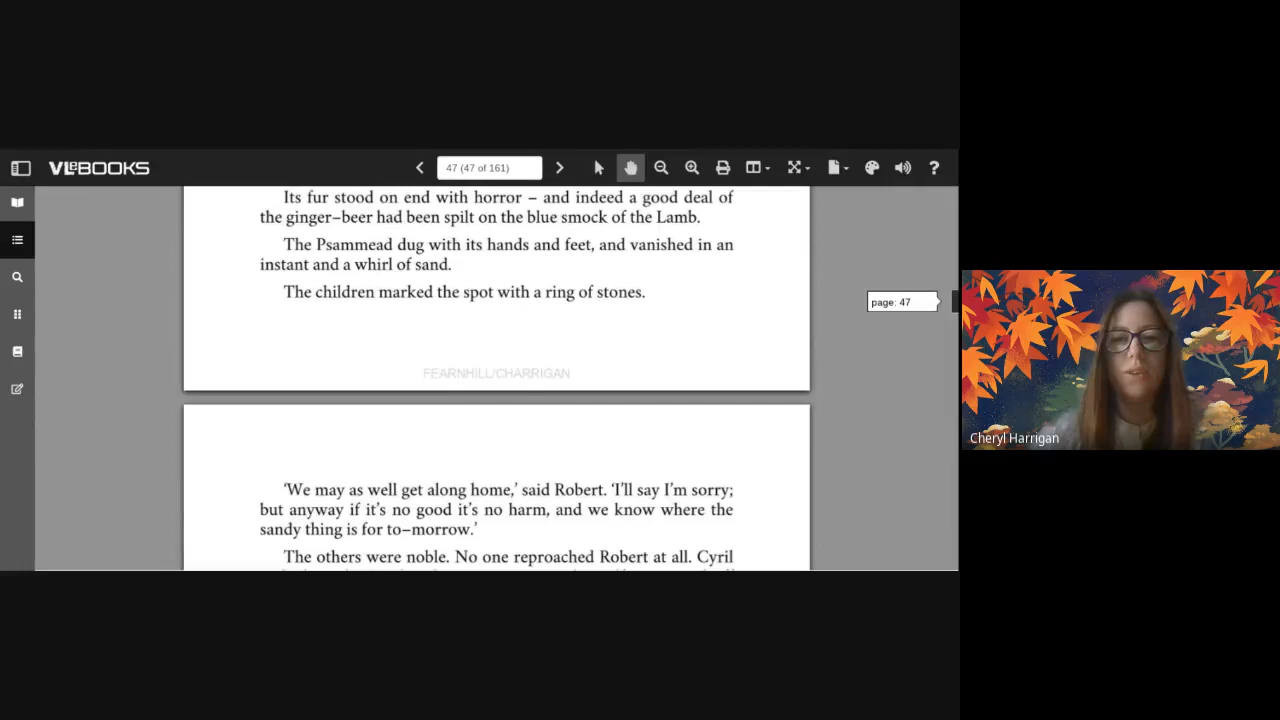 VLeBOOKS
47 (47 of 161)
?
Its fur stood on end with horror – and indeed a good deal of
the ginger–beer had been spilt on the blue smock of the Lamb.
The Psammead dug with its hands and feet, and vanished in an
instant and a whirl of sand.
The children marked the spot with a ring of stones.
page: 47
FEARNHILL/CHARRIGAN
‘We may as well get along home,’ said Robert. ‘I’ll say I’m sorry;
but anyway if it’s no good it’s no harm, and we know where the
sandy thing is for to–morrow.’
The others were noble. No one reproached Robert at all. Cyril
Cheryl Harrigan